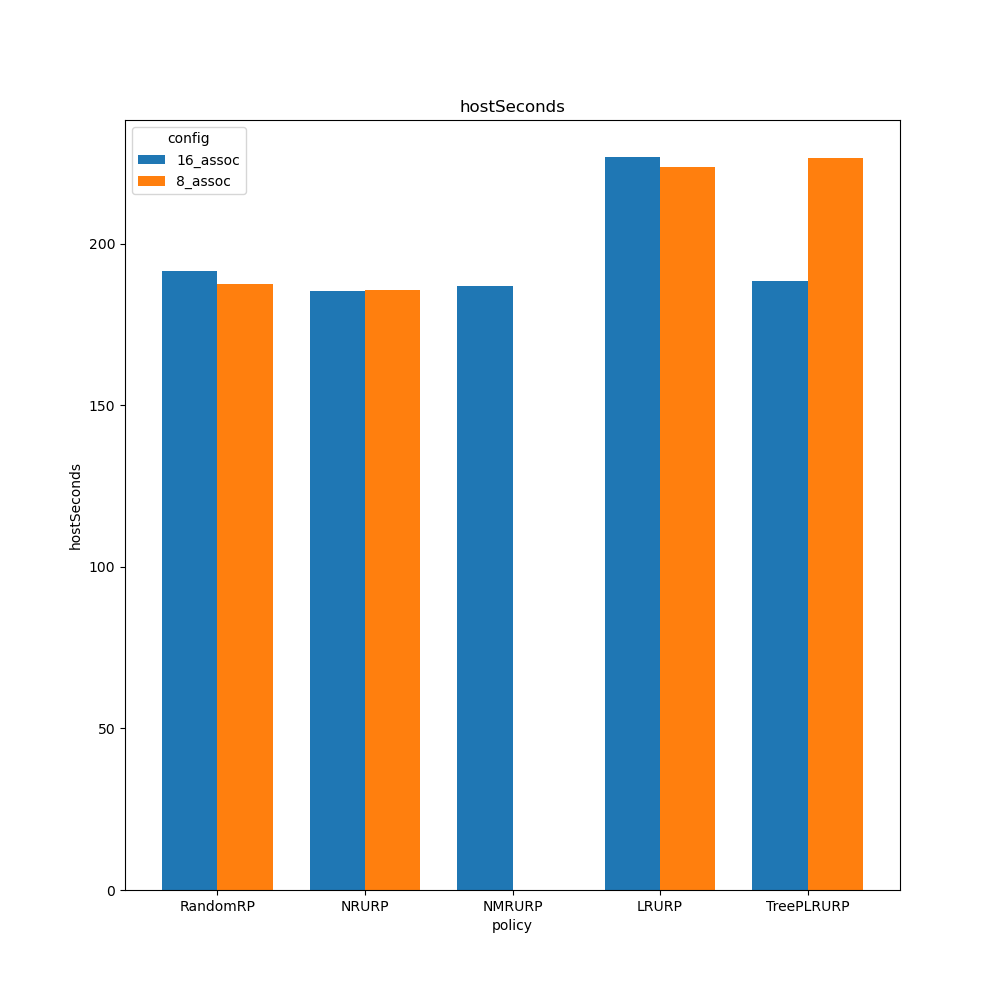 hostSeconds
config
16_assoc
8_assoc
hostSeconds
200
150
100
50
0
RandomRP NRURP NMRURP LRURP TreePLRURP
policy